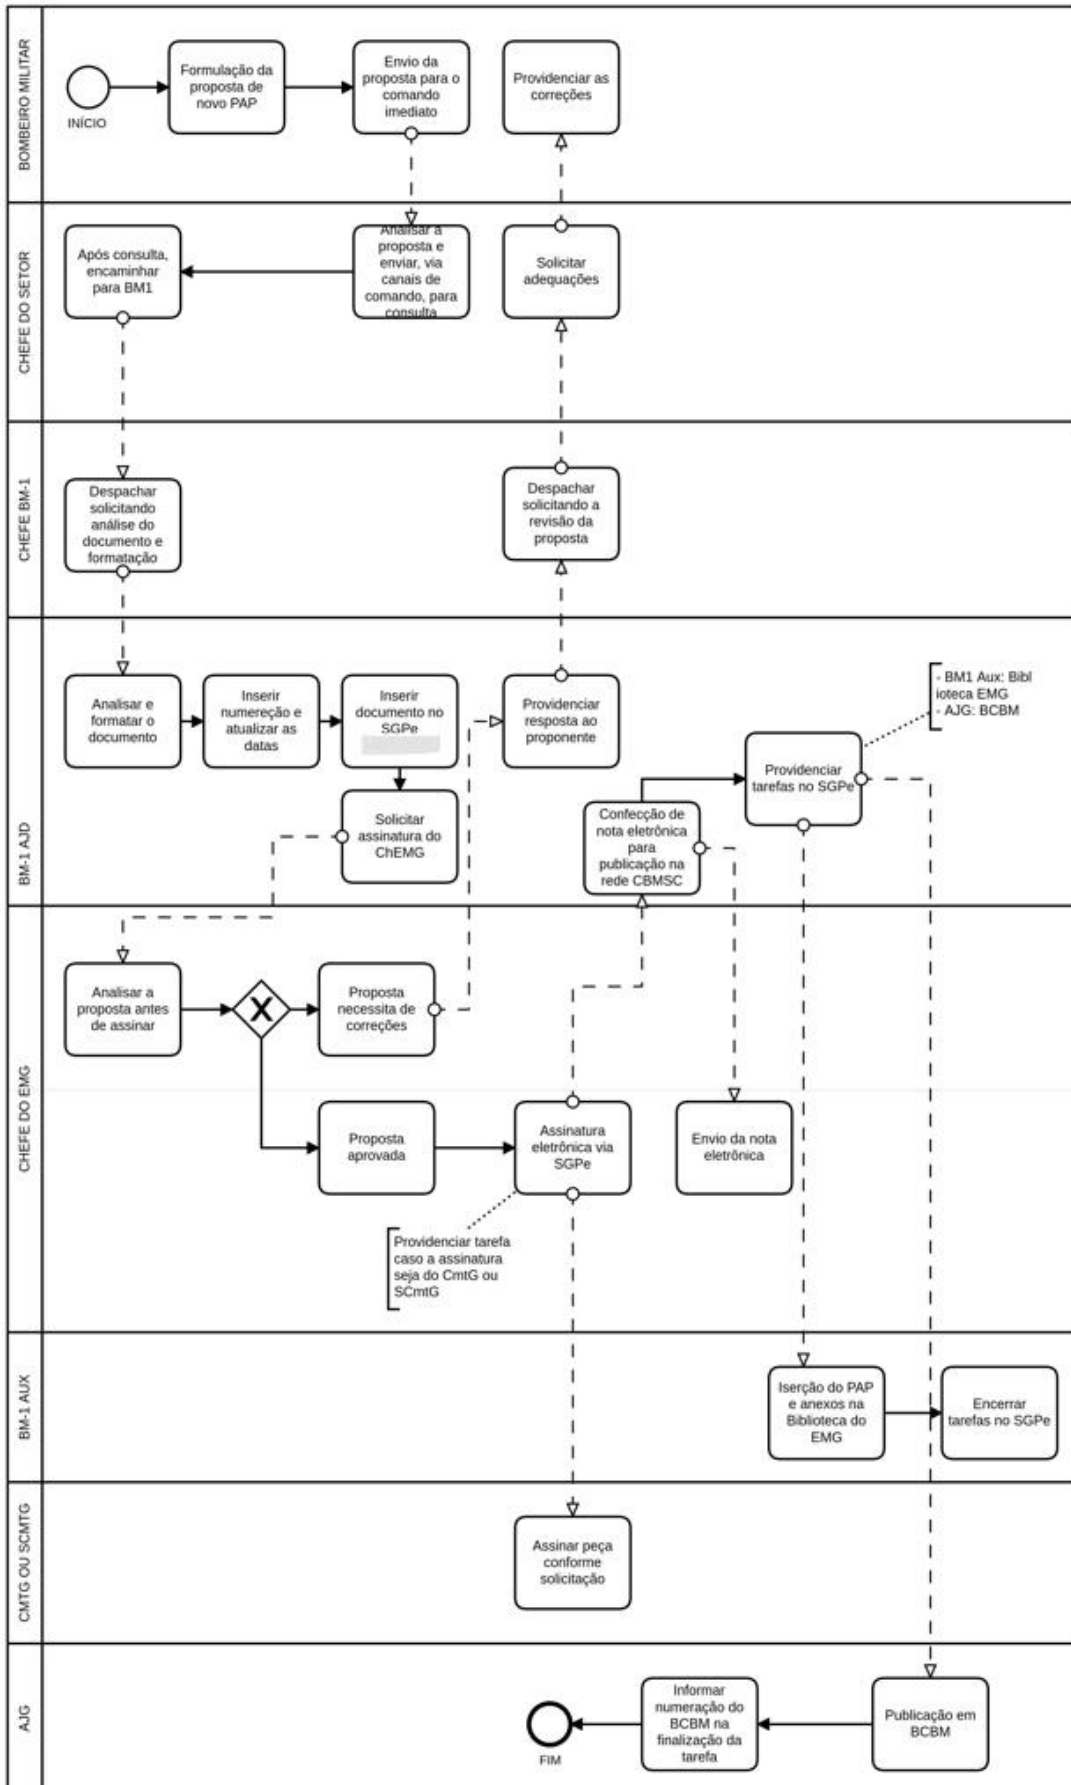 BOMBEIRO MILITAR
INÍCIO
Formulação da
proposta de
novo PAP
Envio da
proposta para o
comando
imediato
Providenciar as
correções
CHEFE DO SETOR
Após consulta,
encaminhar
para BM1
Analisar a
proposta e
enviar, via
canais de
comando, para
consulta
Solicitar
adequações
CHEFE BM-1
Despachar
solicitando
análise do
documento e
formatação
Despachar
solicitando a
revisão da
proposta
BM-1 AJD
Analisar e
formatar o
documento
Inserir
numereção e
atualizar as
datas
Inserir
documento no
SGPe
Providenciar
resposta ao
proponente
- BM1 Aux: Bibl
ioteca EMG
- AJG: BCBM
Providenciar
tarefas no SGPe
Solicitar
assinatura do
ChEMG
Confecção de
nota eletrônica
para
publicação na
rede CBMSC
CHEFE DO EMG
Analisar a
proposta antes
de assinar
X
Proposta
necessita de
correções
Proposta
aprovada
Assinatura
eletrônica via
SGPe
Envio da nota
eletrônica
Providenciar tarefa
caso a assinatura
seja do CmtG ou
SCmtG
BM-1 AUX
Iserção do PAP
e anexos na
Biblioteca do
EMG
Encerrar
tarefas no SGPe
CMTG OU SCMTG
Assinar peça
conforme
solicitação
AJG
FIM
Informar
numeração do
BCBM na
finalização da
tarefa
Publicação em
BCBM